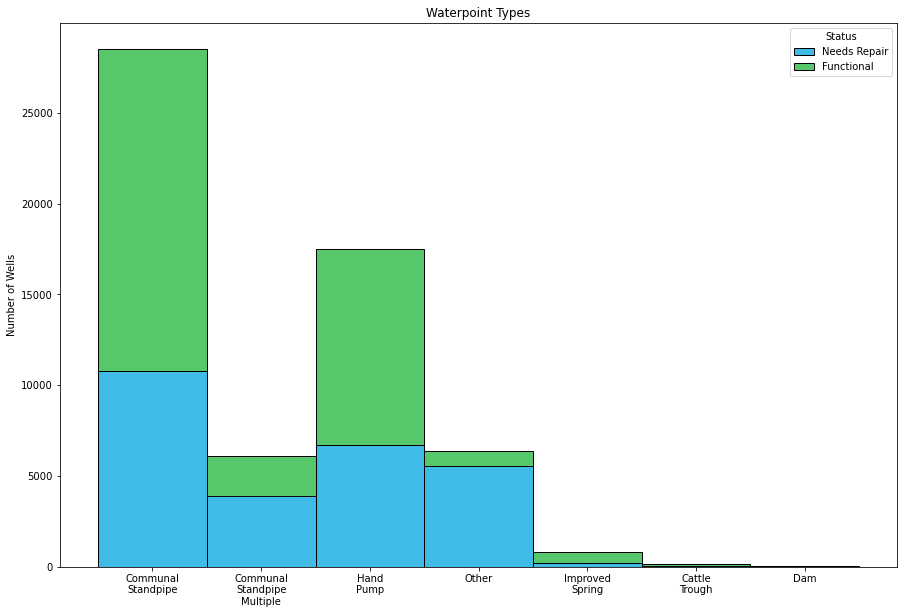 Waterpoint Types
Status
Needs Repair
Functional
Number of Wells
25000
20000
15000
10000
5000
0
Communal
Standpipe
Communal
Standpipe
Multiple
Hand
Pump
Other
Improved
Spring
Cattle
Trough
Dam